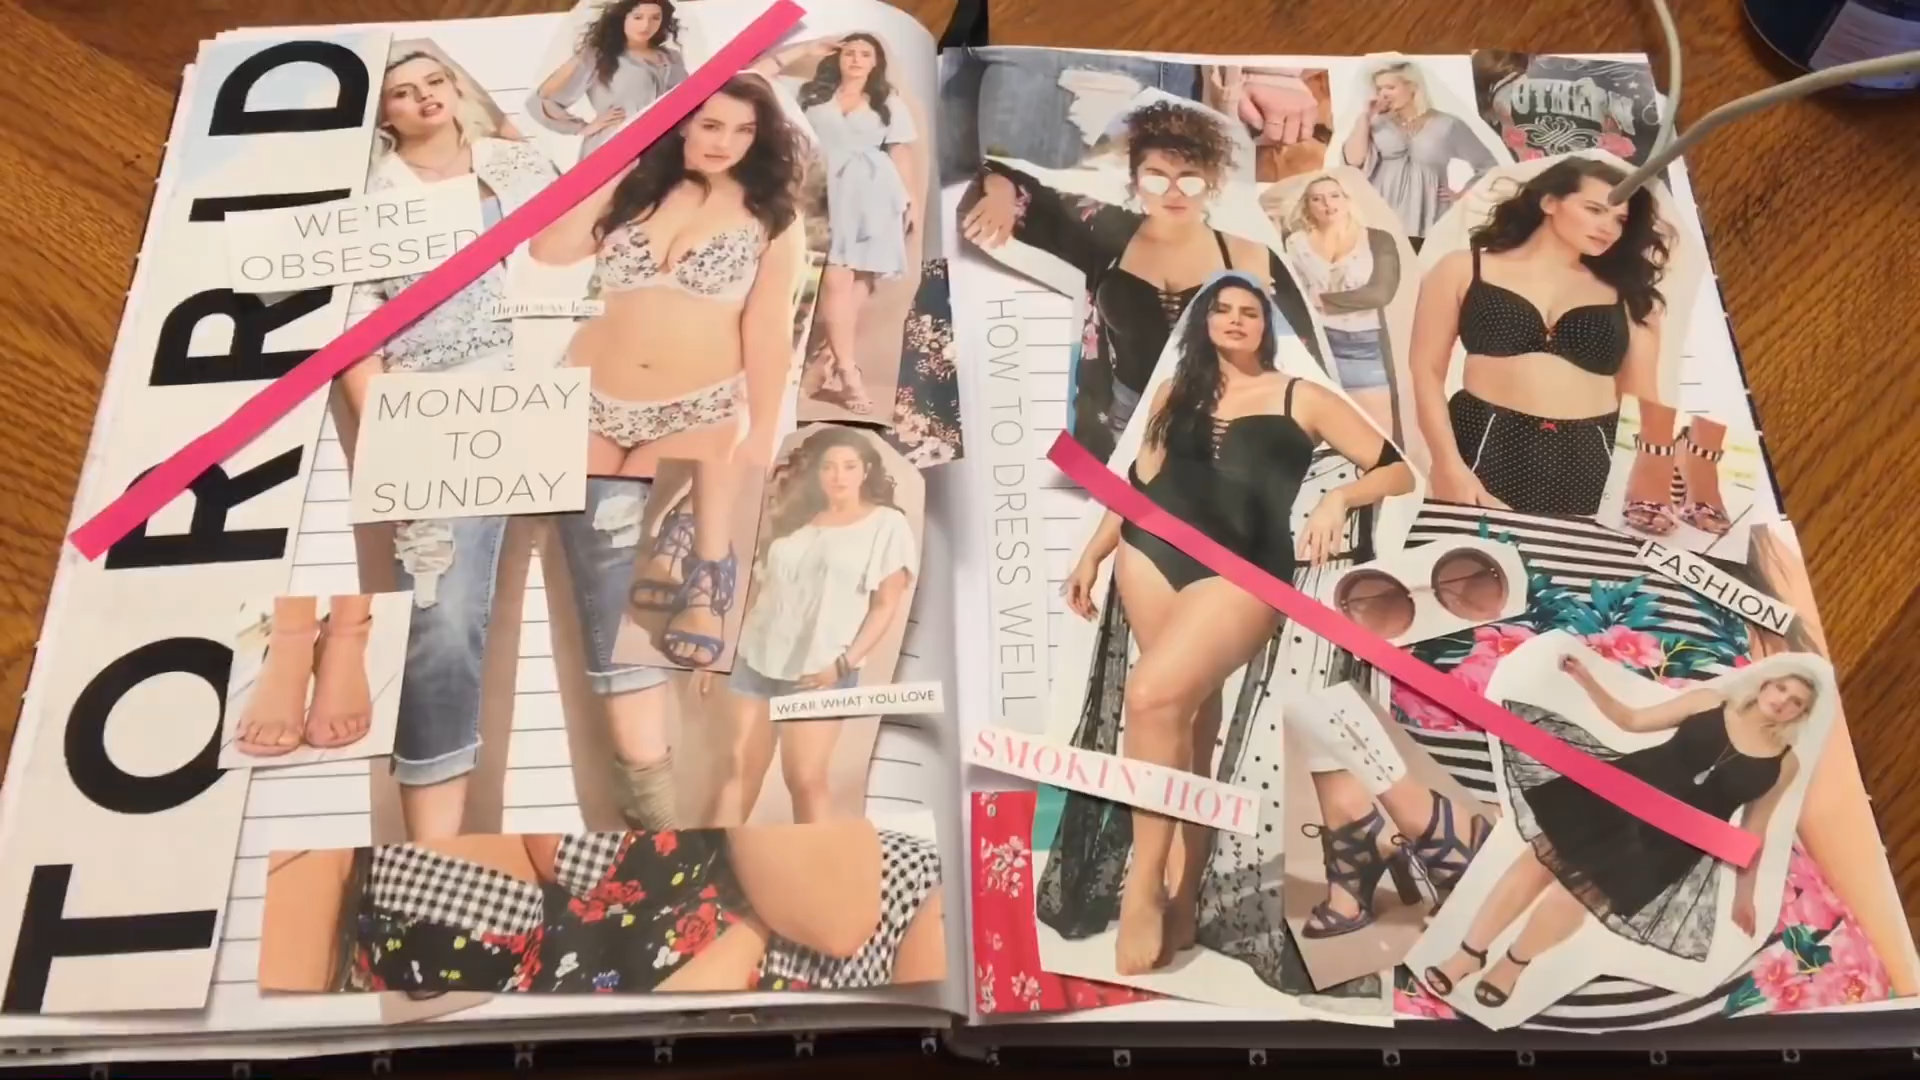 TORRID
WE'RE
OBSESSED
MONDAY
TO
SUNDAY
WEAR WHAT YOU LOVE
HOW TO DRESS WELL
SMOKIN' HOT
FASHION